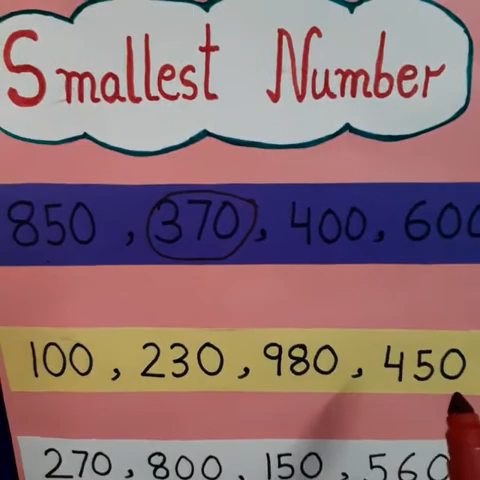 Smallest Number
850 , 370 , 400 , 600
100 , 230 , 980 , 450
270 , 800 , 150 , 560